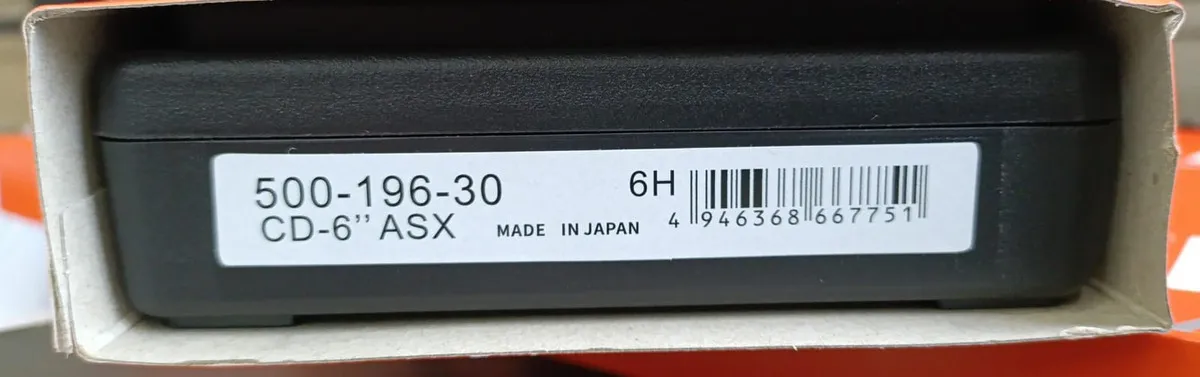 500-196-30 6H
CD-6” ASX MADE IN JAPAN 4 946368 667751